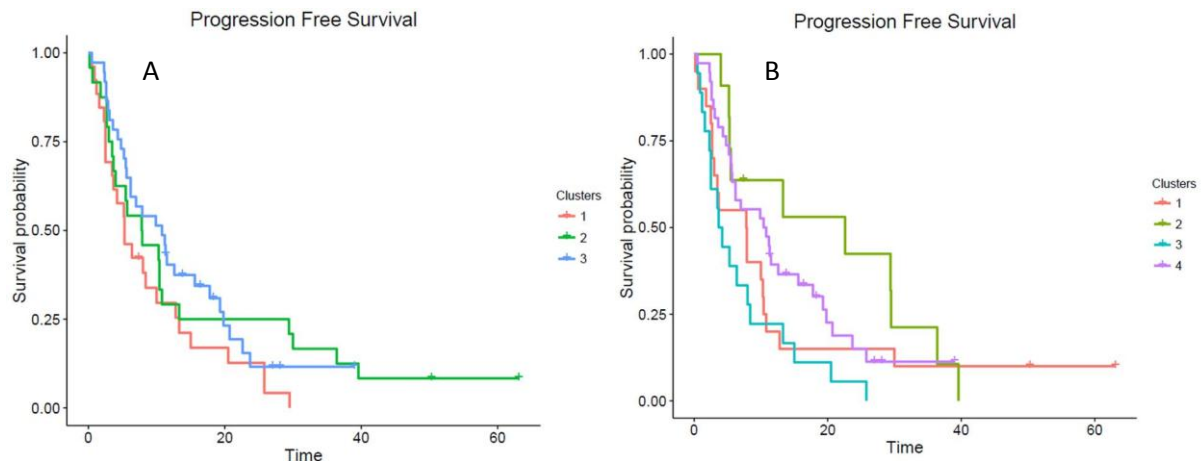 Progression Free Survival
A
1.00
0.75
0.50
0.25
0.00
Survival probability
0 20 40 60
Time
Clusters
1
2
3
Progression Free Survival
B
1.00
0.75
0.50
0.25
0.00
Survival probability
0 20 40 60
Time
Clusters
1
2
3
4